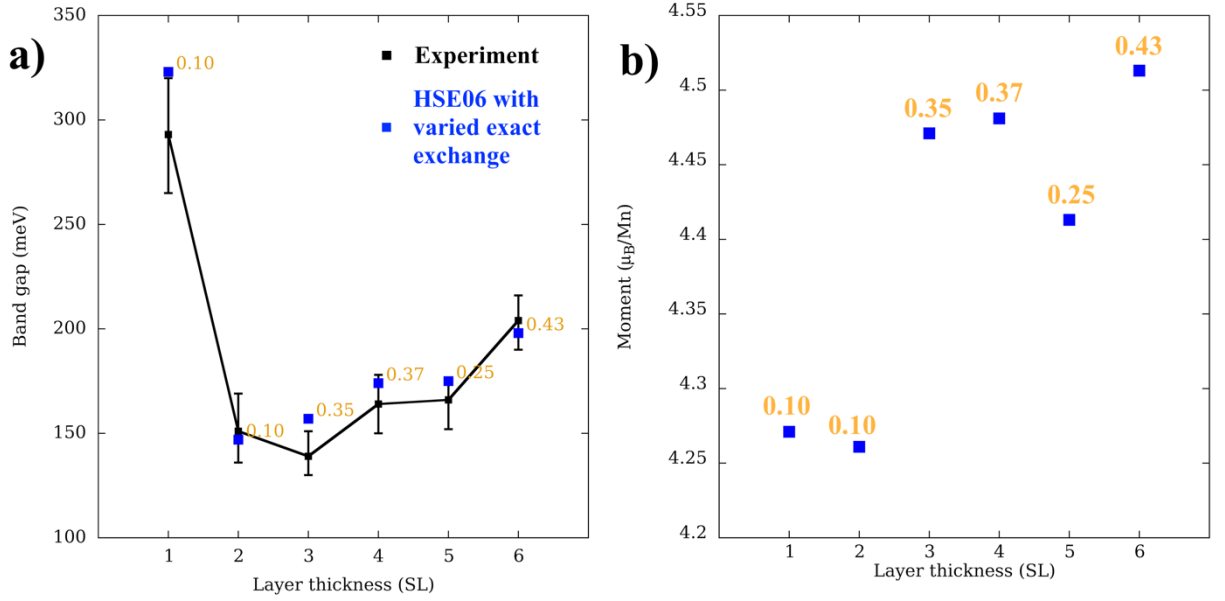 a)
350
300
250
200
150
100
Band gap (meV)
Experiment
HSE06 with
varied exact
exchange
0.10
0.10
0.35
0.37
0.25
0.43
1 2 3 4 5 6
Layer thickness (SL)
b)
4.55
4.5
4.45
4.4
4.35
4.3
4.25
4.2
Moment (μB/Mn)
0.10
0.10
0.35
0.37
0.25
0.43
1 2 3 4 5 6
Layer thickness (SL)